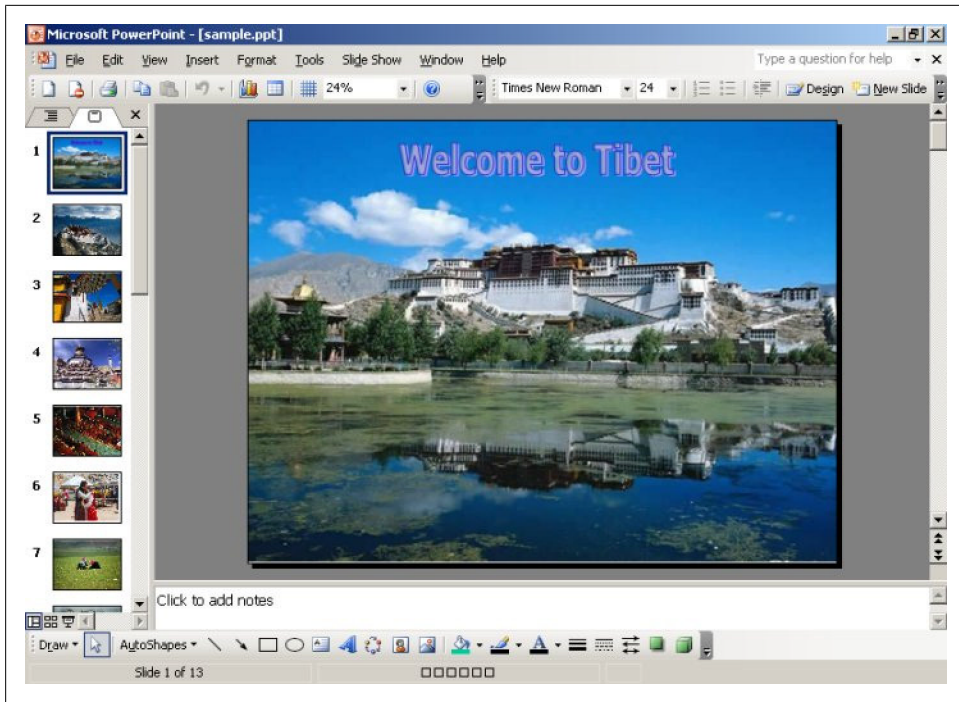 Microsoft PowerPoint - [sample.ppt]
File Edit View Insert Format Tools Slide Show Window Help Type a question for help
24% Times New Roman 24 Design New Slide
1
2
3
4
5
6
7
Welcome to Tibet
Click to add notes
Draw AutoShapes
Slide 1 of 13